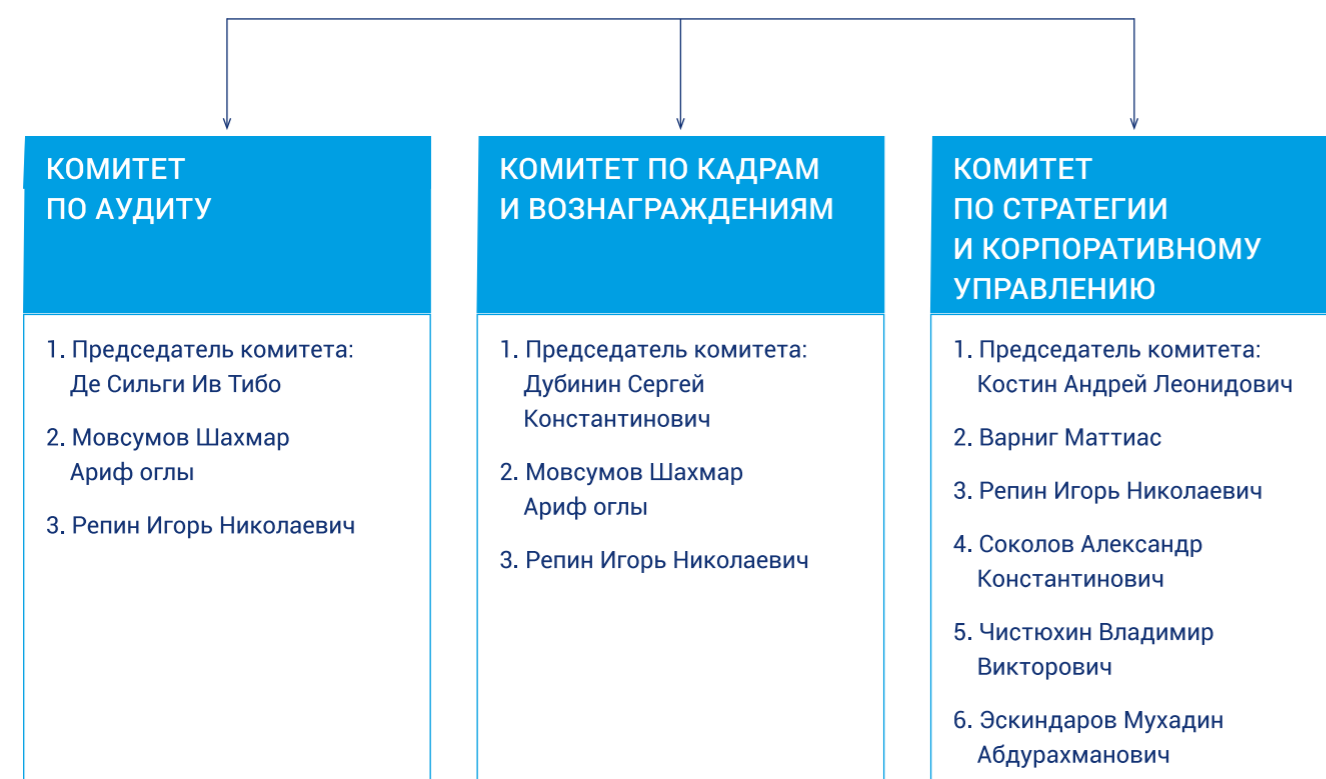 КОМИТЕТ
ПО АУДИТУ
1. Председатель комитета:
Де Сильги Ив Тибо
2. Мовсумов Шахмар
Ариф оглы
3. Репин Игорь Николаевич
КОМИТЕТ ПО КАДРАМ
И ВОЗНАГРАЖДЕНИЯМ
1. Председатель комитета:
Дубинин Сергей
Константинович
2. Мовсумов Шахмар
Ариф оглы
3. Репин Игорь Николаевич
КОМИТЕТ
ПО СТРАТЕГИИ
И КОРПОРАТИВНОМУ
УПРАВЛЕНИЮ
1. Председатель комитета:
Костин Андрей Леонидович
2. Варниг Маттиас
3. Репин Игорь Николаевич
4. Соколов Александр
Константинович
5. Чистюхин Владимир
Викторович
6. Эскиндаров Мухадин
Абдурахманович